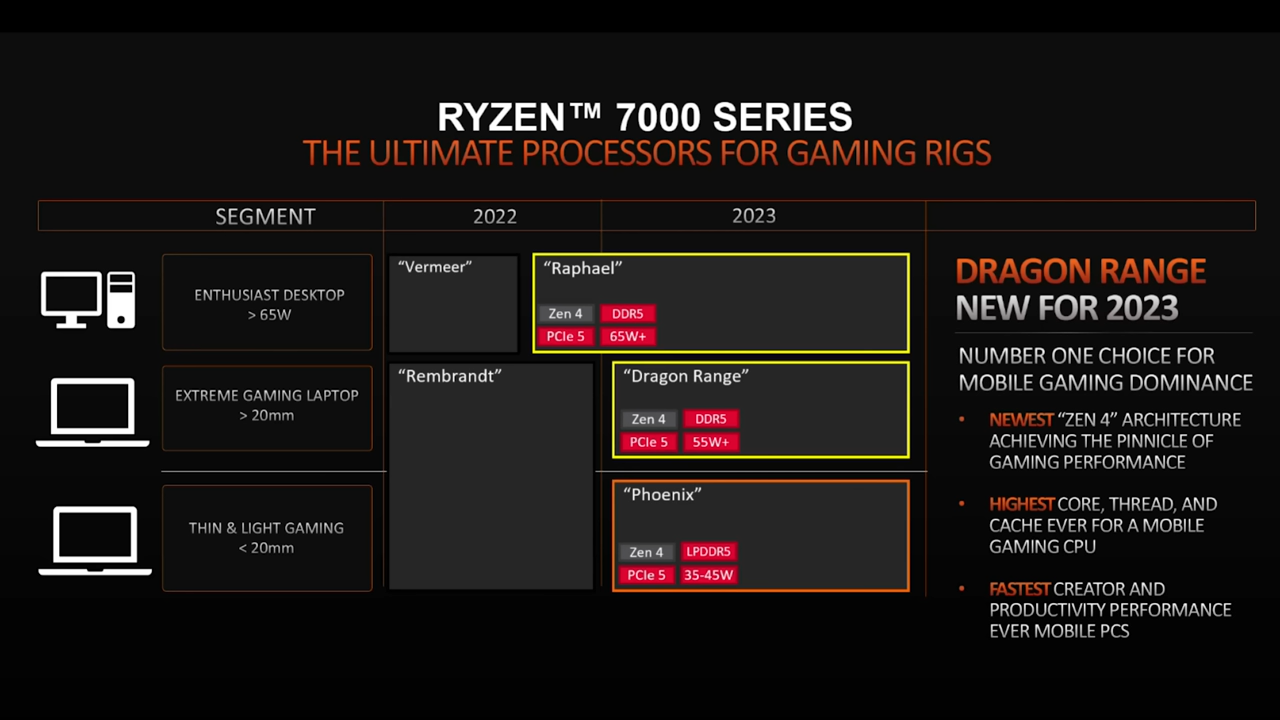 RYZEN™ 7000 SERIES
THE ULTIMATE PROCESSORS FOR GAMING RIGS
SEGMENT 2022 2023
ENTHUSIAST DESKTOP
> 65W
“Vermeer”
“Raphael”
Zen 4 DDR5
PCIe 5 65W+
EXTREME GAMING LAPTOP
> 20mm
“Rembrandt”
“Dragon Range”
Zen 4 DDR5
PCIe 5 55W+
THIN & LIGHT GAMING
< 20mm
“Phoenix”
Zen 4 LPDDR5
PCIe 5 35-45W
DRAGON RANGE
NEW FOR 2023
NUMBER ONE CHOICE FOR
MOBILE GAMING DOMINANCE
• NEWEST “ZEN 4” ARCHITECTURE
ACHIEVING THE PINNICLE OF
GAMING PERFORMANCE
• HIGHEST CORE, THREAD, AND
CACHE EVER FOR A MOBILE
GAMING CPU
• FASTEST CREATOR AND
PRODUCTIVITY PERFORMANCE
EVER MOBILE PCS